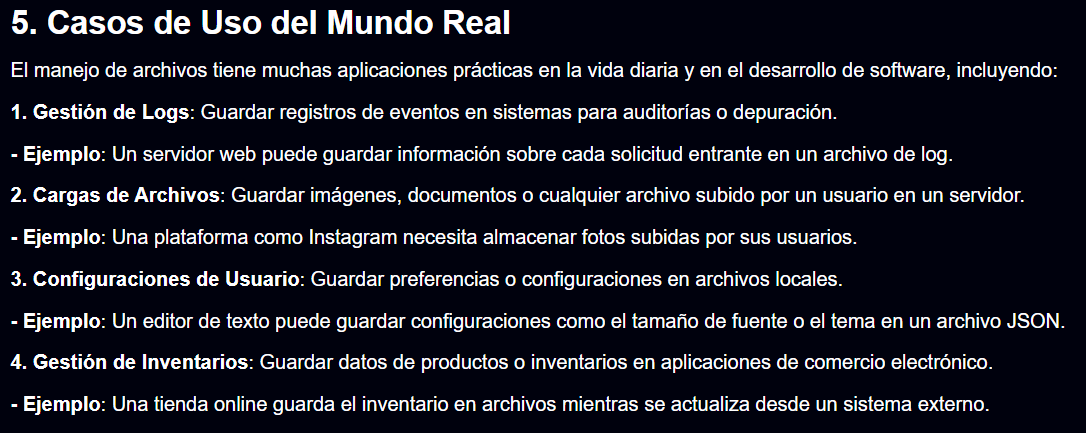 5. Casos de Uso del Mundo Real
El manejo de archivos tiene muchas aplicaciones prácticas en la vida diaria y en el desarrollo de software, incluyendo:
1. Gestión de Logs: Guardar registros de eventos en sistemas para auditorías o depuración.
- Ejemplo: Un servidor web puede guardar información sobre cada solicitud entrante en un archivo de log.
2. Cargas de Archivos: Guardar imágenes, documentos o cualquier archivo subido por un usuario en un servidor.
- Ejemplo: Una plataforma como Instagram necesita almacenar fotos subidas por sus usuarios.
3. Configuraciones de Usuario: Guardar preferencias o configuraciones en archivos locales.
- Ejemplo: Un editor de texto puede guardar configuraciones como el tamaño de fuente o el tema en un archivo JSON.
4. Gestión de Inventarios: Guardar datos de productos o inventarios en aplicaciones de comercio electrónico.
- Ejemplo: Una tienda online guarda el inventario en archivos mientras se actualiza desde un sistema externo.